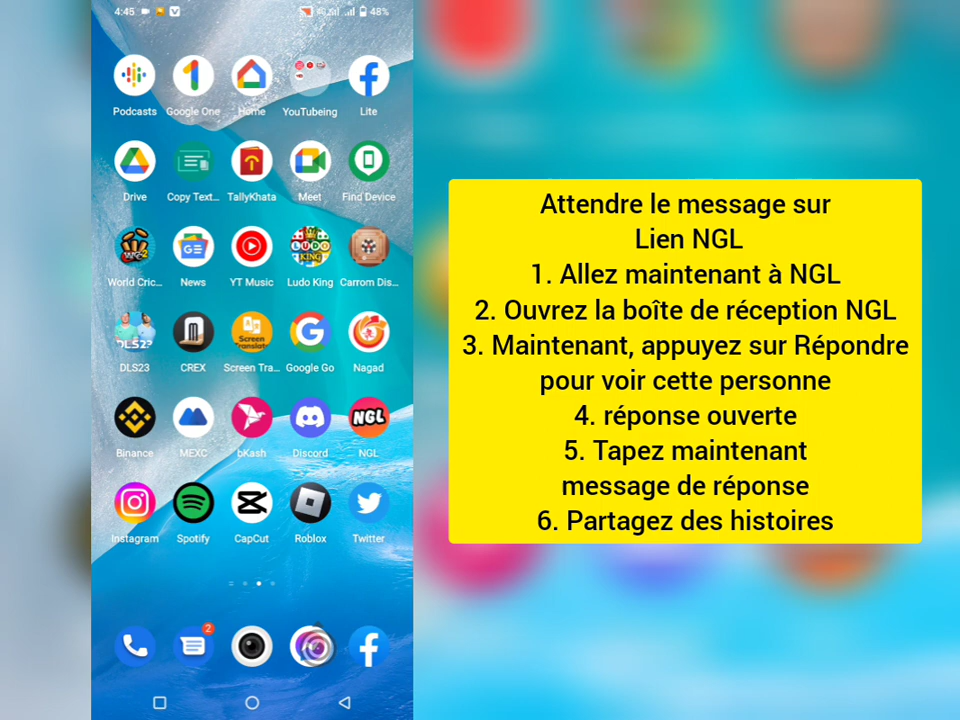 4:45
48%
Podcasts Google One Home YouTubeing Lite
Drive Copy Text... TallyKhata Meet Find Device
World Cric... News YT Music Ludo King Carrom Dis...
DLS23 CREX Screen Tra... Google Go Nagad
Binance MEXC bKash Discord NGL
Instagram Spotify CapCut Roblox Twitter
2
Attendre le message sur
Lien NGL
1. Allez maintenant à NGL
2. Ouvrez la boîte de réception NGL
3. Maintenant, appuyez sur Répondre
pour voir cette personne
4. réponse ouverte
5. Tapez maintenant
message de réponse
6. Partagez des histoires